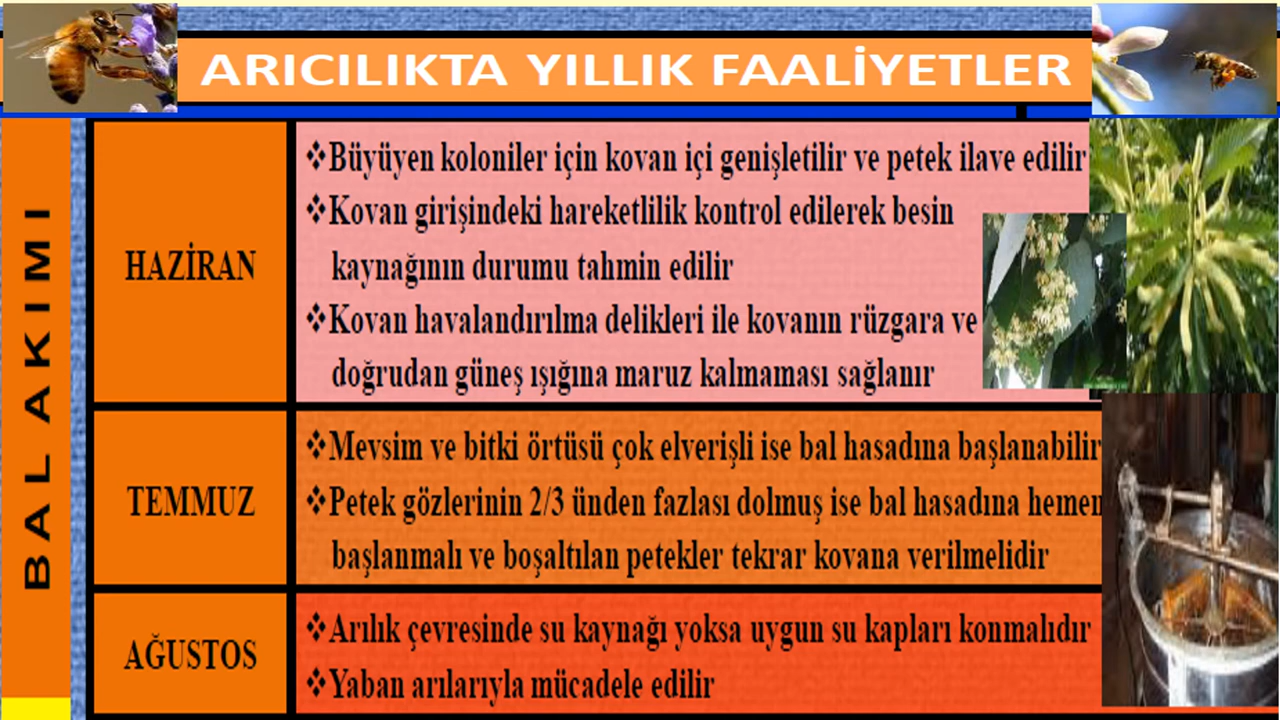 ARICILIKTA YILLIK FAALİYETLER
BAL AKIMI
HAZİRAN
❖Büyüyen koloniler için kovan içi genişletilir ve petek ilave edilir
❖Kovan girişindeki hareketlilik kontrol edilerek besin
kaynağının durumu tahmin edilir
❖Kovan havalandırılma delikleri ile kovanın rüzgara ve
doğrudan güneş ışığına maruz kalmaması sağlanır
TEMMUZ
❖Mevsim ve bitki örtüsü çok elverişli ise bal hasadına başlanabilir
❖Petek gözlerinin 2/3 ünden fazlası dolmuş ise bal hasadına hemen
başlanmalı ve boşaltılan petekler tekrar kovana verilmelidir
AĞUSTOS
❖Arılık çevresinde su kaynağı yoksa uygun su kapları konmalıdır
❖Yaban arılarıyla mücadele edilir